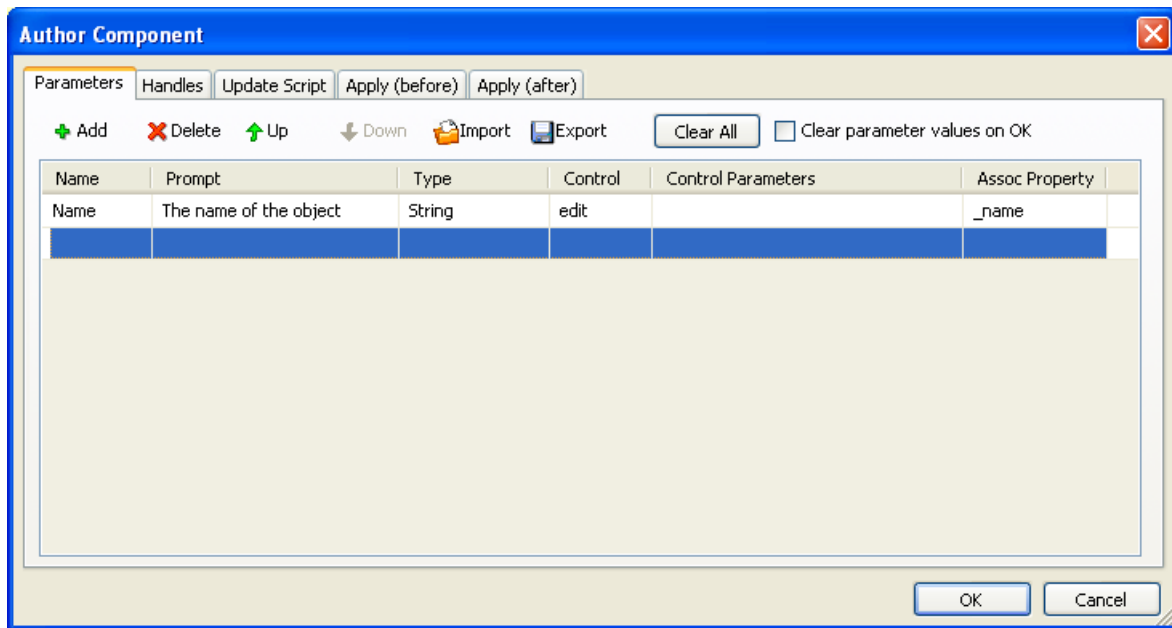 Author Component
Parameters Handles Update Script Apply (before) Apply (after)
Add Delete Up Down Import Export Clear All Clear parameter values on OK
Name Prompt Type Control Control Parameters Assoc Property
Name The name of the object String edit _name
OK Cancel